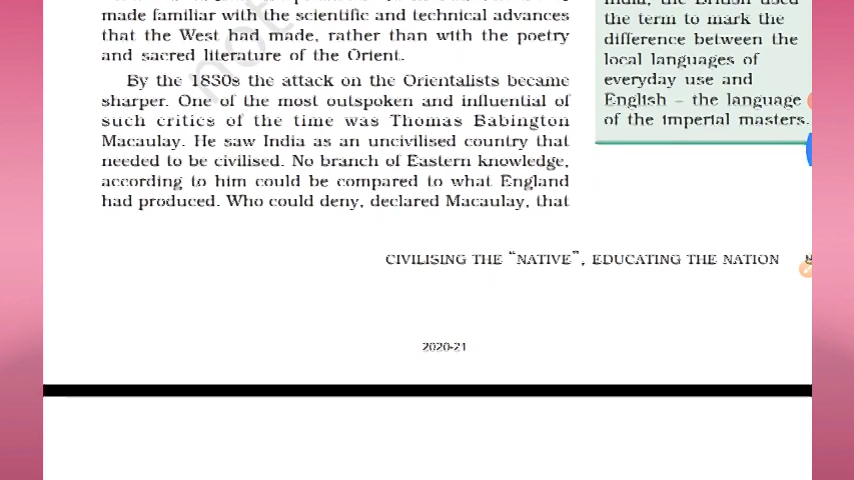 made familiar with the scientific and technical advances
that the West had made, rather than with the poetry
and sacred literature of the Orient.
By the 1830s the attack on the Orientalists became
sharper. One of the most outspoken and influential of
such critics of the time was Thomas Babington
Macaulay. He saw India as an uncivilised country that
needed to be civilised. No branch of Eastern knowledge,
according to him could be compared to what England
had produced. Who could deny, declared Macaulay, that
India, the British used
the term to mark the
difference between the
local languages of
everyday use and
English – the language
of the imperial masters.
CIVILISING THE “NATIVE”, EDUCATING THE NATION
2020-21